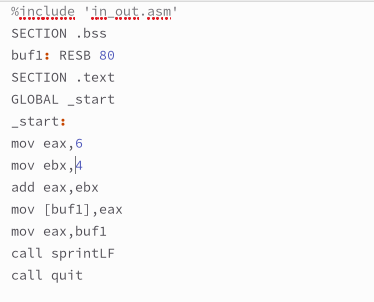 %include 'in_out.asm'
SECTION .bss
buf1: RESB 80
SECTION .text
GLOBAL _start
_start:
mov eax,6
mov ebx,4
add eax,ebx
mov [buf1],eax
mov eax,buf1
call sprintLF
call quit